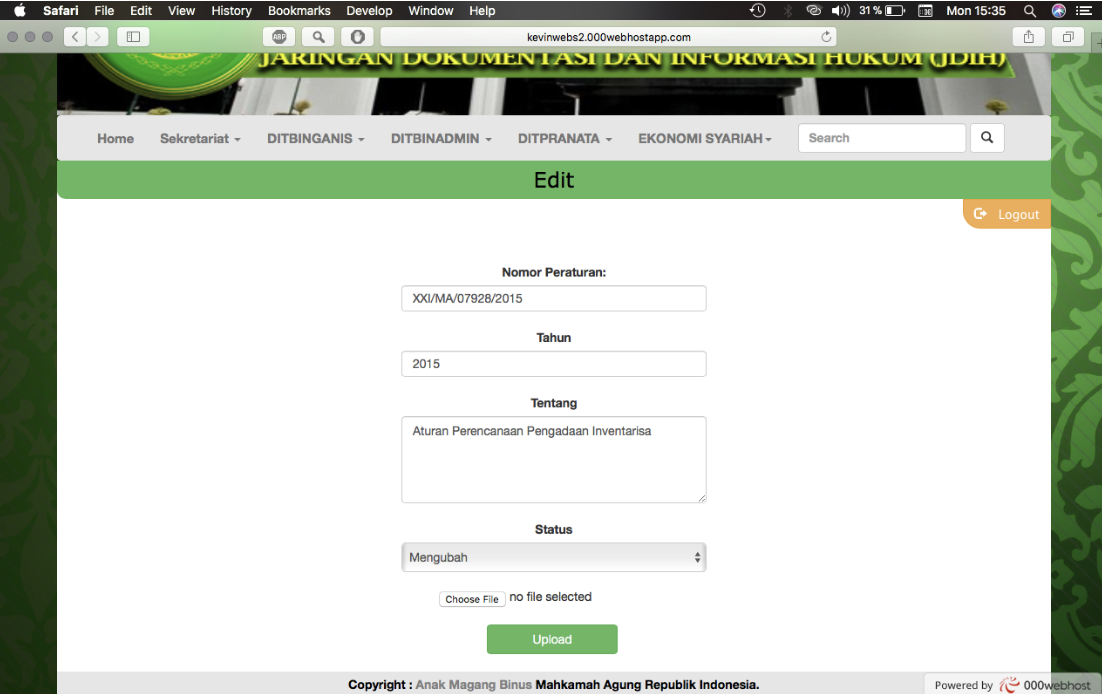 Safari File Edit View History Bookmarks Develop Window Help 31 % Mon 15:35
ABP kevinwebs2.000webhostapp.com
JARINGAN DOKUMENTASI DAN INFORMASI HUKUM (JDIH)
Home Sekretariat DITBINGANIS DITBINADMIN DITPRANATA EKONOMI SYARIAH Search
Edit
Logout
Nomor Peraturan:
XXI/MA/07928/2015
Tahun
2015
Tentang
Aturan Perencanaan Pengadaan Inventarisa
Status
Mengubah
Choose File no file selected
Upload
Copyright : Anak Magang Binus Mahkamah Agung Republik Indonesia.
Powered by 000webhost